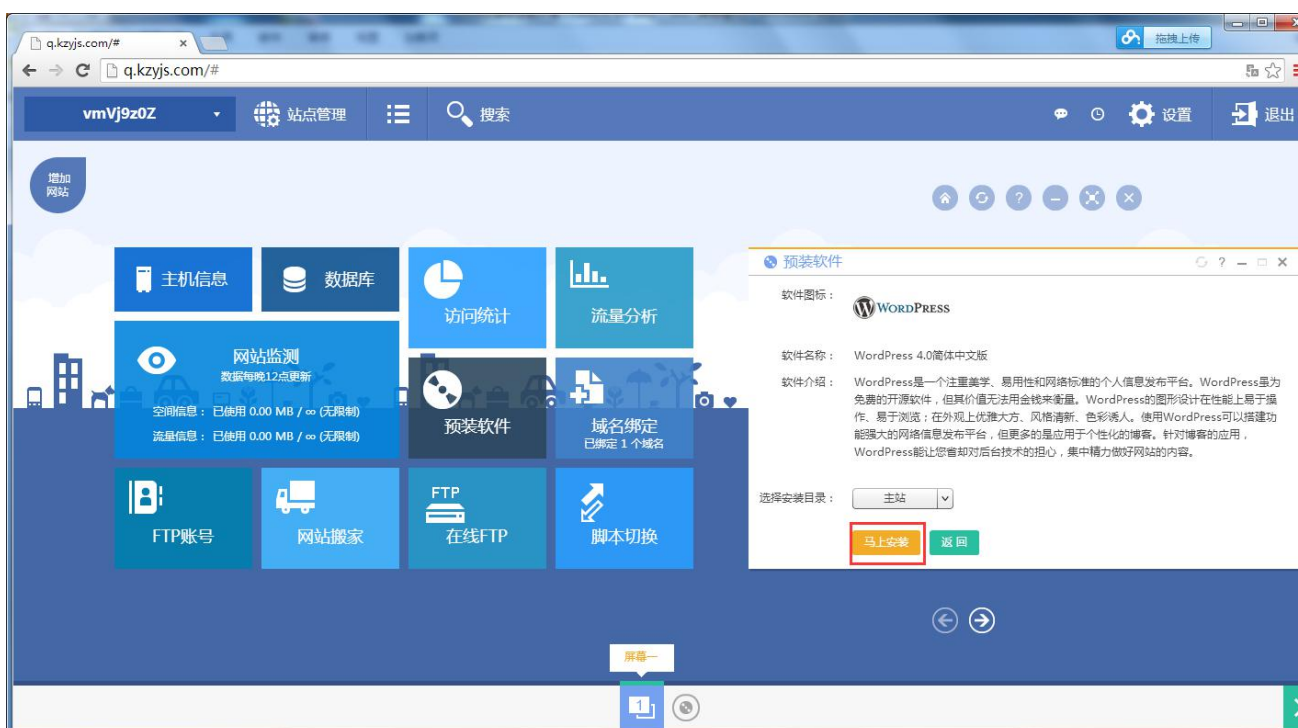 q.kzyjs.com/#
拖拽上传
q.kzyjs.com/#
vmVj9z0Z
站点管理
搜索
设置
退出
增加
网站
主机信息
数据库
访问统计
流量分析
网站监测
数据每晚12点更新
空间信息： 已使用 0.00 MB / ∞ (无限制)
流量信息： 已使用 0.00 MB / ∞ (无限制)
预装软件
域名绑定
已绑定 1 个域名
FTP账号
网站搬家
FTP
在线FTP
脚本切换
预装软件
软件图标：
WORDPRESS
软件名称： WordPress 4.0简体中文版
软件介绍： WordPress是一个注重美学、易用性和网络标准的个人信息发布平台。WordPress虽为
免费的开源软件，但其价值无法用金钱来衡量。WordPress的图形设计在性能上易于操
作、易于浏览；在外观上优雅大方、风格清新、色彩诱人。使用WordPress可以搭建功
能强大的网络信息发布平台，但更多的是应用于个性化的博客。针对博客的应用，
WordPress能让您省却对后台技术的担心，集中精力做好网站的内容。
选择安装目录： 主站
马上安装
返 回
屏幕一
1